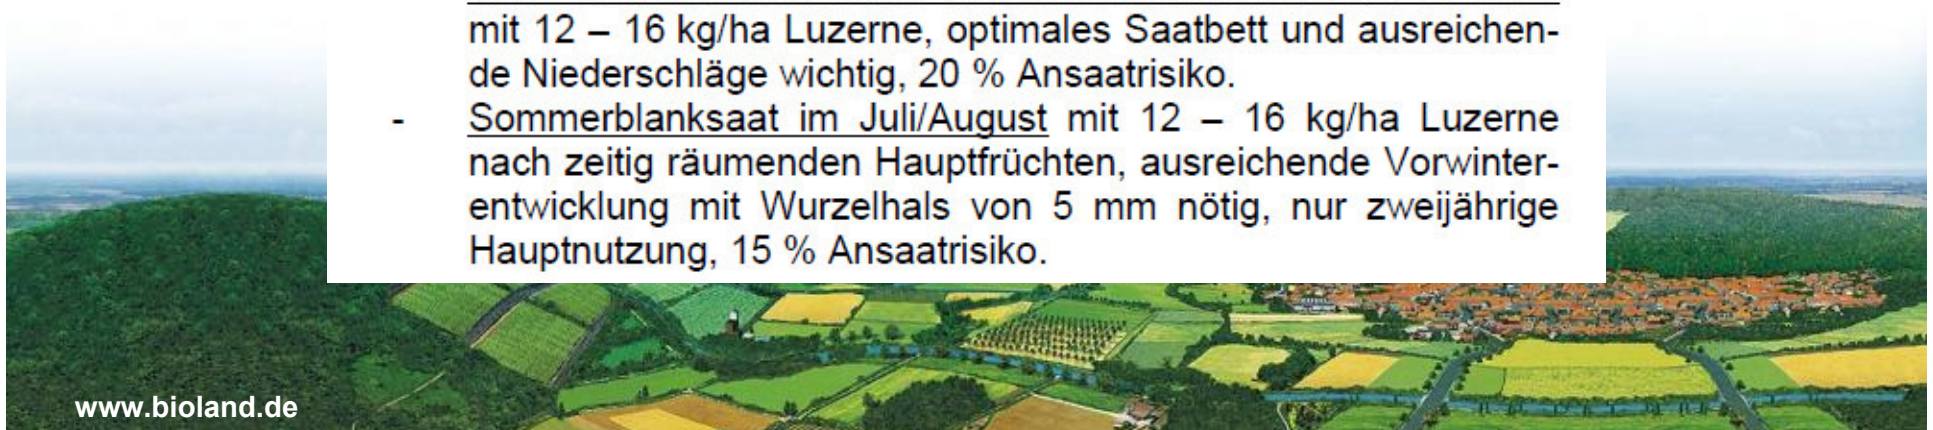 mit 12 – 16 kg/ha Luzerne, optimales Saatbett und ausreichen-
de Niederschläge wichtig, 20 % Ansaatrisiko.
- Sommerblanksaat im Juli/August mit 12 – 16 kg/ha Luzerne
nach zeitig räumenden Hauptfrüchten, ausreichende Vorwinter-
entwicklung mit Wurzelhals von 5 mm nötig, nur zweijährige
Hauptnutzung, 15 % Ansaatrisiko.
www.bioland.de